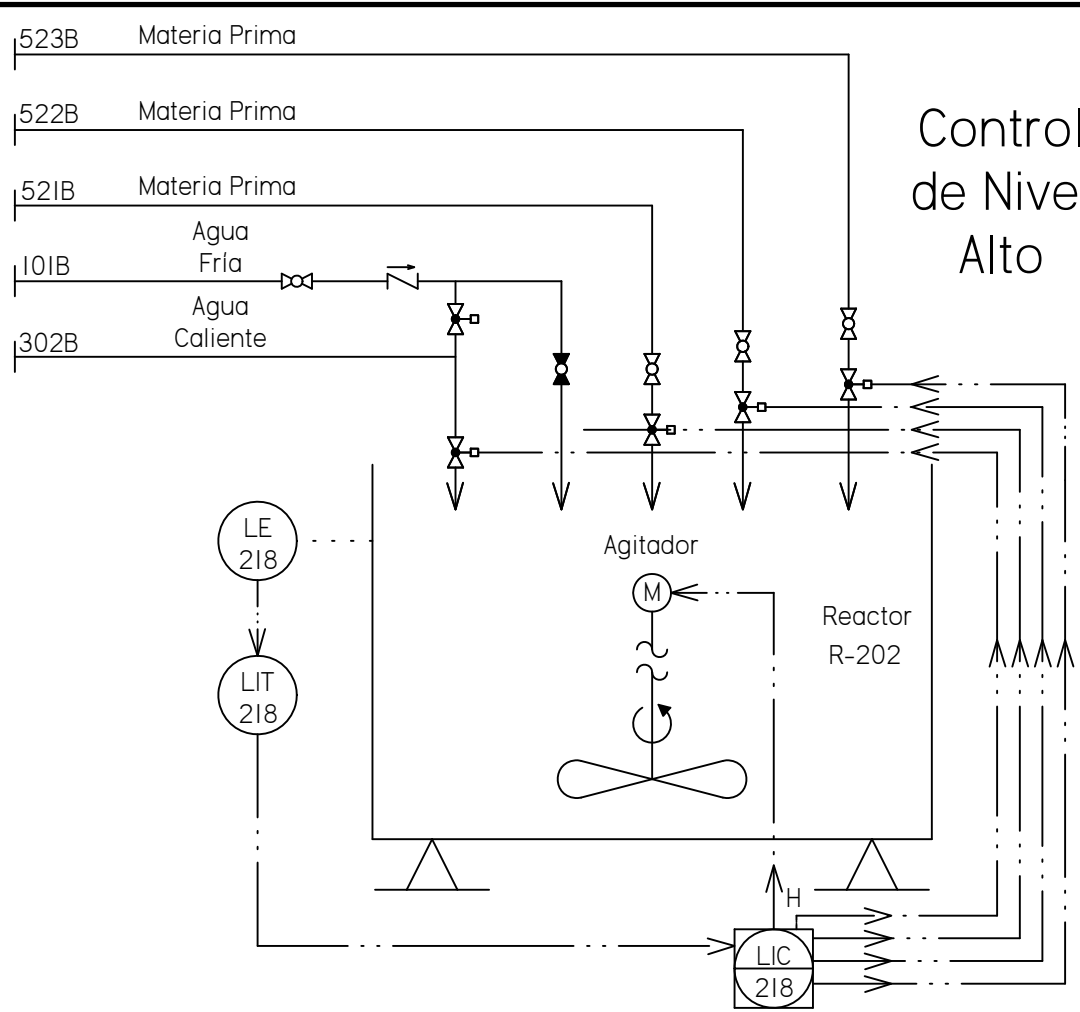 523B Materia Prima
522B Materia Prima
521B Materia Prima
101B Agua
Fría
302B Agua
Caliente
Control
de Nive
Alto
LE
218
LIT
218
Agitador
M
Reactor
R-202
H
LIC
218